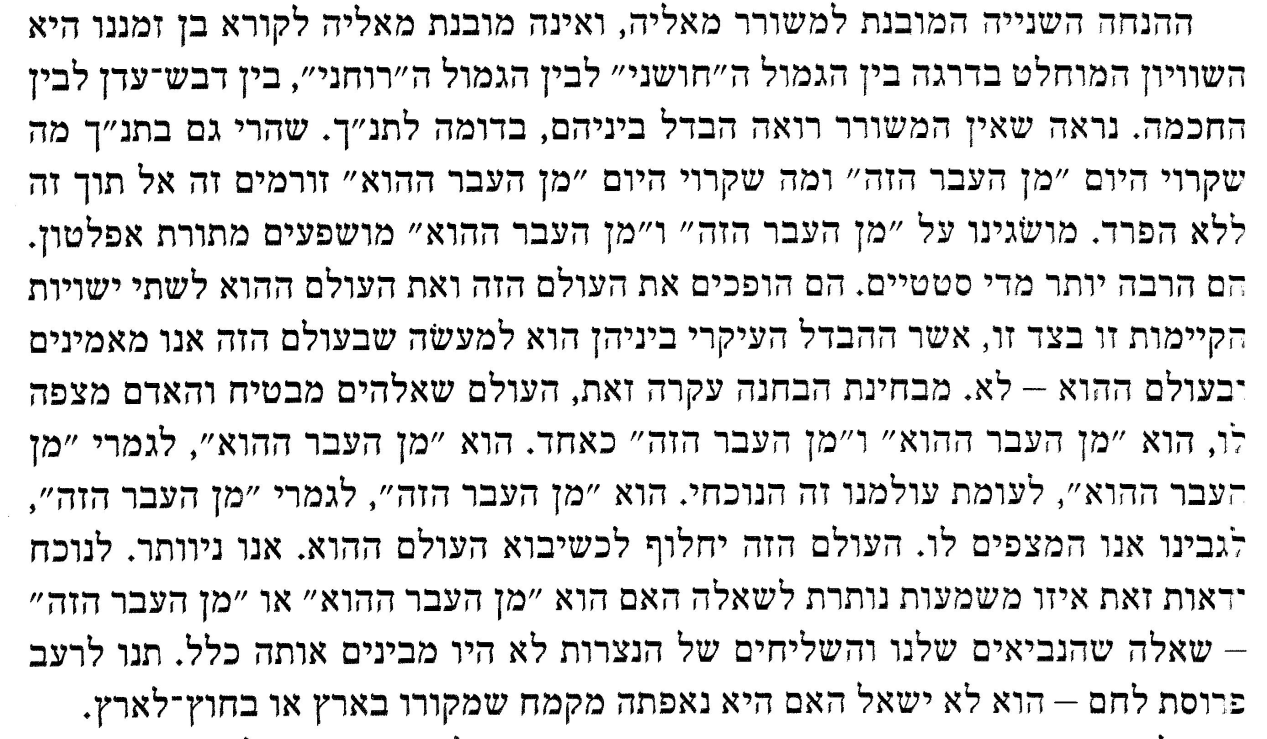 ההנחה השנייה המובנת למשורר מאליה, ואינה מובנת מאליה לקורא בן זמננו היא
השוויון המוחלט בדרגה בין הגמול ה״חושני״ לבין הגמול ה״רוחני״, בין דבש־עדן לבין
החכמה. נראה שאין המשורר רואה הבדל ביניהם, בדומה לתנ״ך. שהרי גם בתנ״ך מה
שקרוי היום ״מן העבר הזה״ ומה שקרוי היום ״מן העבר ההוא״ זורמים זה אל תוך זה
ללא הפרד. מושׂגינו על ״מן העבר הזה״ ו״מן העבר ההוא״ מושפעים מתורת אפלטון.
הם הרבה יותר מדי סטטיים. הם הופכים את העולם הזה ואת העולם ההוא לשתי ישויות
הקיימות זו בצד זו, אשר ההבדל העיקרי ביניהן הוא למעשׂה שבעולם הזה אנו מאמינים
ובעולם ההוא – לא. מבחינת הבחנה עקרה זאת, העולם שאלהים מבטיח והאדם מצפה
לו, הוא ״מן העבר ההוא״ ו״מן העבר הזה״ כאחד. הוא ״מן העבר ההוא״, לגמרי ״מן
העבר ההוא״, לעומת עולמנו זה הנוכחי. הוא ״מן העבר הזה״, לגמרי ״מן העבר הזה״,
לגבינו אנו המצפים לו. העולם הזה יחלוף לכשיבוא העולם ההוא. אנו ניוותר. לנוכח
ודאות זאת איזו משמעות נותרת לשאלה האם הוא ״מן העבר ההוא״ או ״מן העבר הזה״
– שאלה שהנביאים שלנו והשליחים של הנצרות לא היו מבינים אותה כלל. תנו לרעב
פרוסת לחם – הוא לא ישאל האם היא נאפתה מקמח שמקורו בארץ או בחוץ־לארץ.